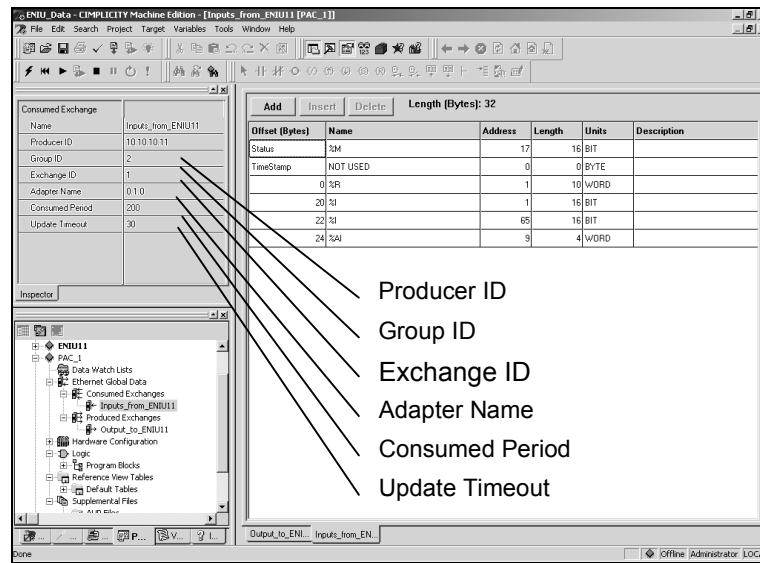 ENIU_Data - CIMPLICITY Machine Edition - [Inputs_from_ENIU11 [PAC_1]]
File Edit Search Project Target Variables Tools Window Help
Consumed Exchange
Name Inputs_from_ENIU11
Producer ID 10.10.10.11
Group ID 2
Exchange ID 1
Adapter Name 0.1.0
Consumed Period 200
Update Timeout 30
Inspector
Add Insert Delete Length (Bytes): 32
Offset (Bytes) Name Address Length Units Description
Status %M 17 16 BIT
TimeStamp NOT USED 0 0 BYTE
0 %R 1 10 WORD
20 %I 1 16 BIT
22 %I 65 16 BIT
24 %AI 9 4 WORD
Producer ID
Group ID
Exchange ID
Adapter Name
Consumed Period
Update Timeout
ENIU11
PAC_1
Data Watch Lists
Ethernet Global Data
Consumed Exchanges
Inputs_from_ENIU11
Produced Exchanges
Output_to_ENIU11
Hardware Configuration
Logic
Program Blocks
Reference View Tables
Default Tables
Supplemental Files
AUP Files
P... V... I...
Output_to_ENI... Inputs_from_EN...
Done
Offline Administrator LOCA